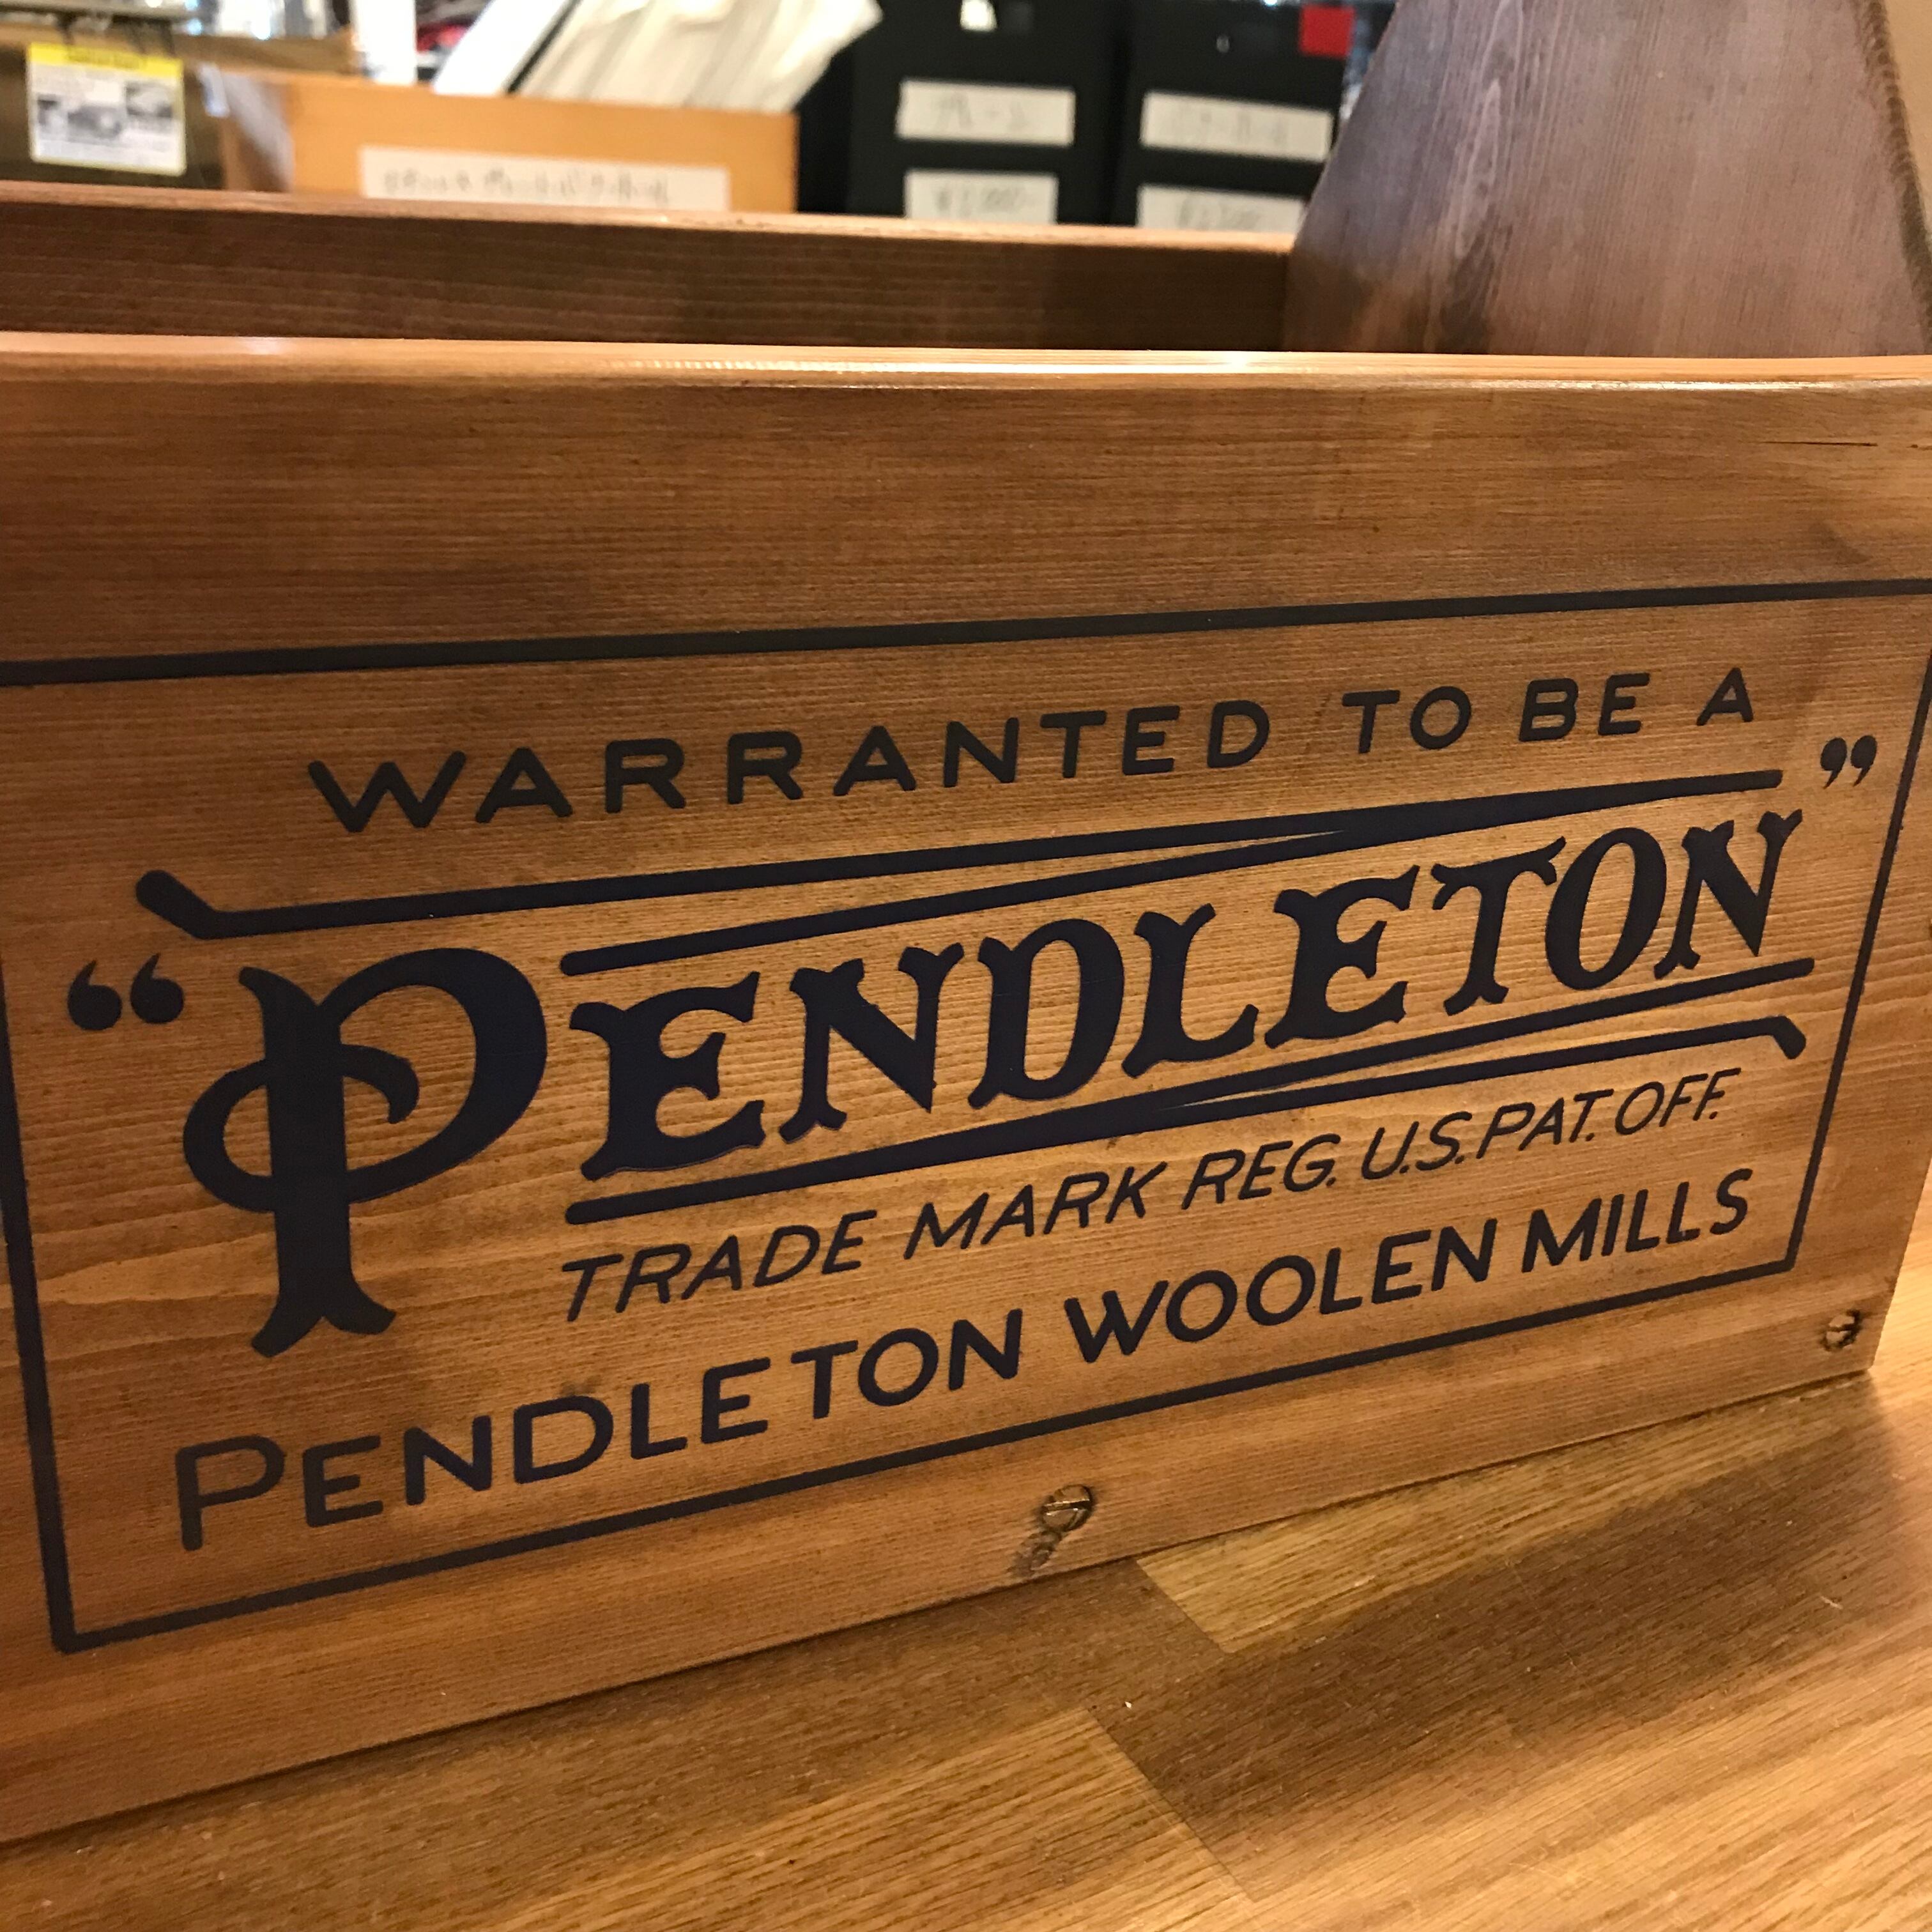 WARRANTED TO BE A
“PENDLETON”
TRADE MARK REG. U.S. PAT. OFF.
PENDLETON WOOLEN MILLS